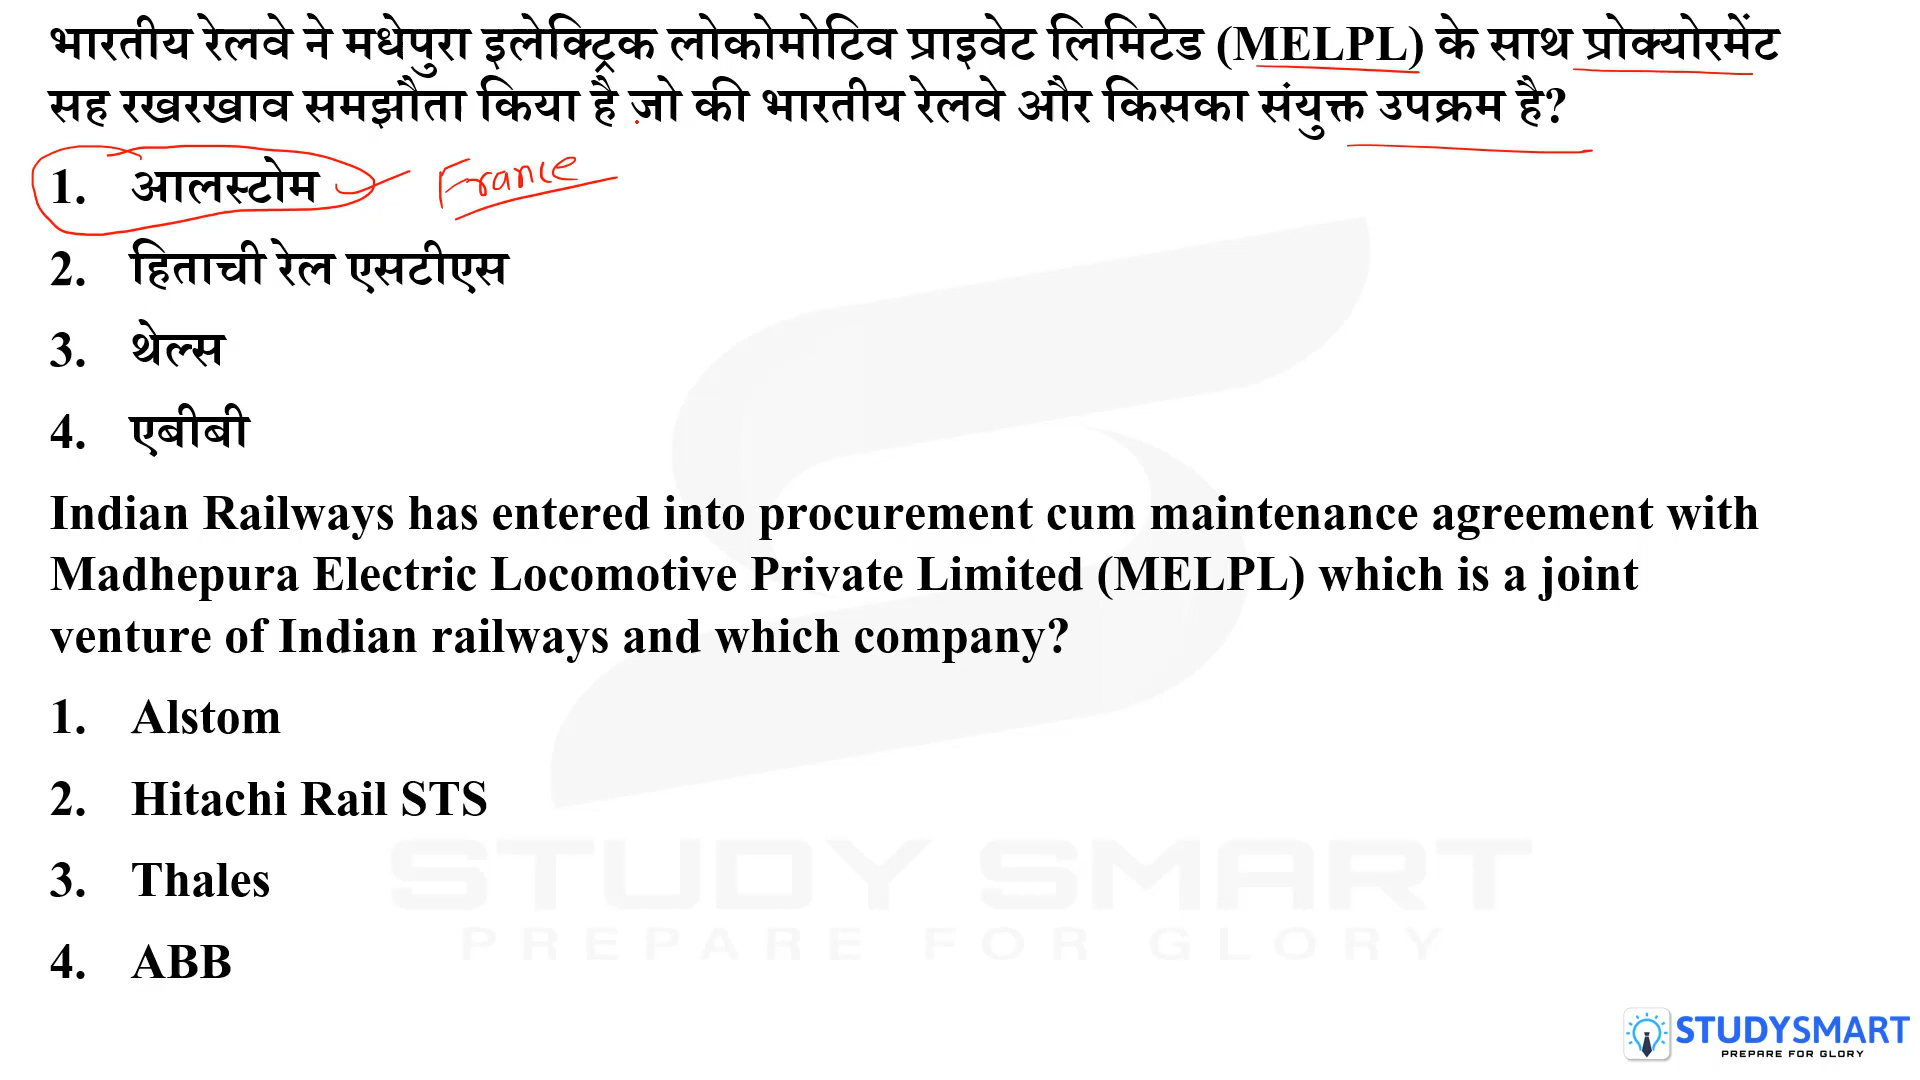 भारतीय रेलवे ने मधेपुरा इलेक्ट्रिक लोकोमोटिव प्राइवेट लिमिटेड (MELPL) के साथ प्रोक्योरमेंट
सह रखरखाव समझौता किया है जो की भारतीय रेलवे और किसका संयुक्त उपक्रम है?
1. आलस्टोम France
2. हिताची रेल एसटीएस
3. थेल्स
4. एबीबी
Indian Railways has entered into procurement cum maintenance agreement with
Madhepura Electric Locomotive Private Limited (MELPL) which is a joint
venture of Indian railways and which company?
1. Alstom
2. Hitachi Rail STS
3. Thales
4. ABB
STUDY SMART
PREPARE FOR GLORY
STUDYSMART
PREPARE FOR GLORY